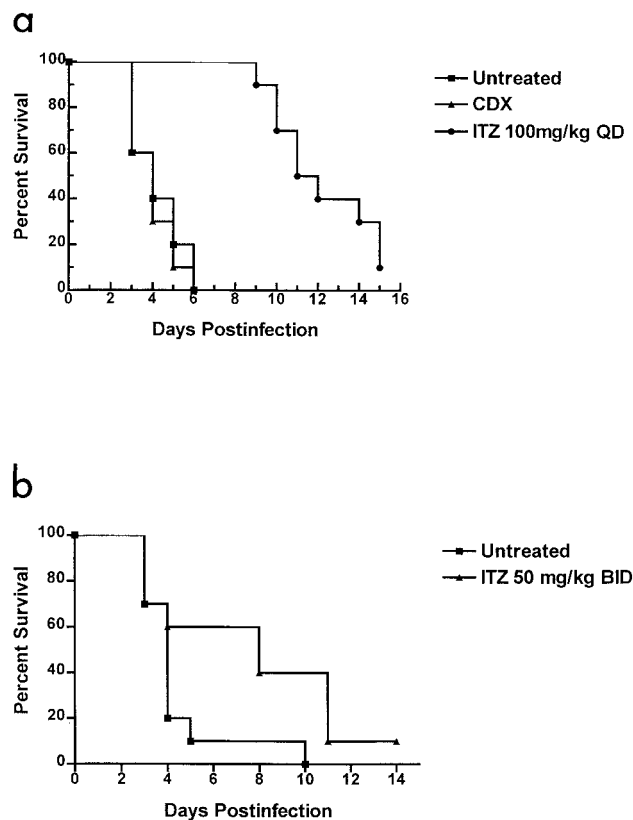 a
100
80
60
40
20
0
Percent Survival
0 2 4 6 8 10 12 14 16
Days Postinfection
Untreated
CDX
ITZ 100mg/kg QD
b
100
80
60
40
20
0
Percent Survival
0 2 4 6 8 10 12 14
Days Postinfection
Untreated
ITZ 50 mg/kg BID